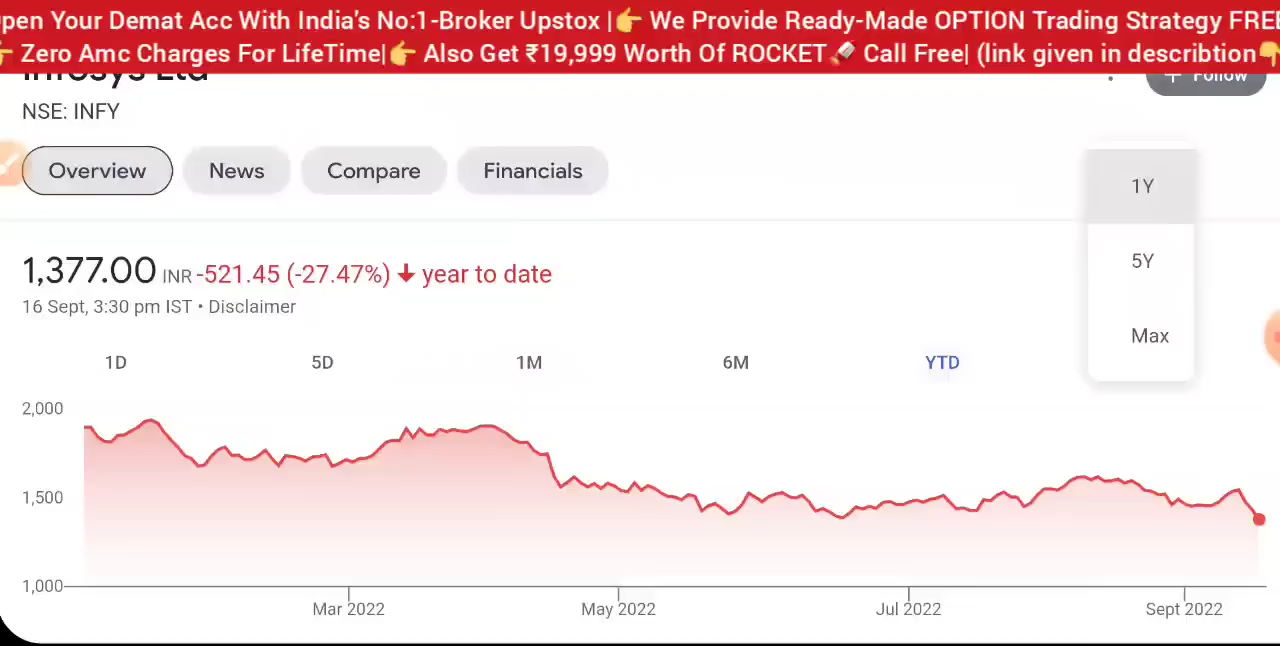 pen Your Demat Acc With India's No:1-Broker Upstox |👉 We Provide Ready-Made OPTION Trading Strategy FREE
👉 Zero Amc Charges For LifeTime|👉 Also Get ₹19,999 Worth Of ROCKET🚀 Call Free| (link given in describtion👇
Infosys Ltd
+ Follow
NSE: INFY
Overview
News
Compare
Financials
1Y
5Y
Max
1,377.00 INR -521.45 (-27.47%) ↓ year to date
16 Sept, 3:30 pm IST • Disclaimer
1D
5D
1M
6M
YTD
2,000
1,500
1,000
Mar 2022
May 2022
Jul 2022
Sept 2022